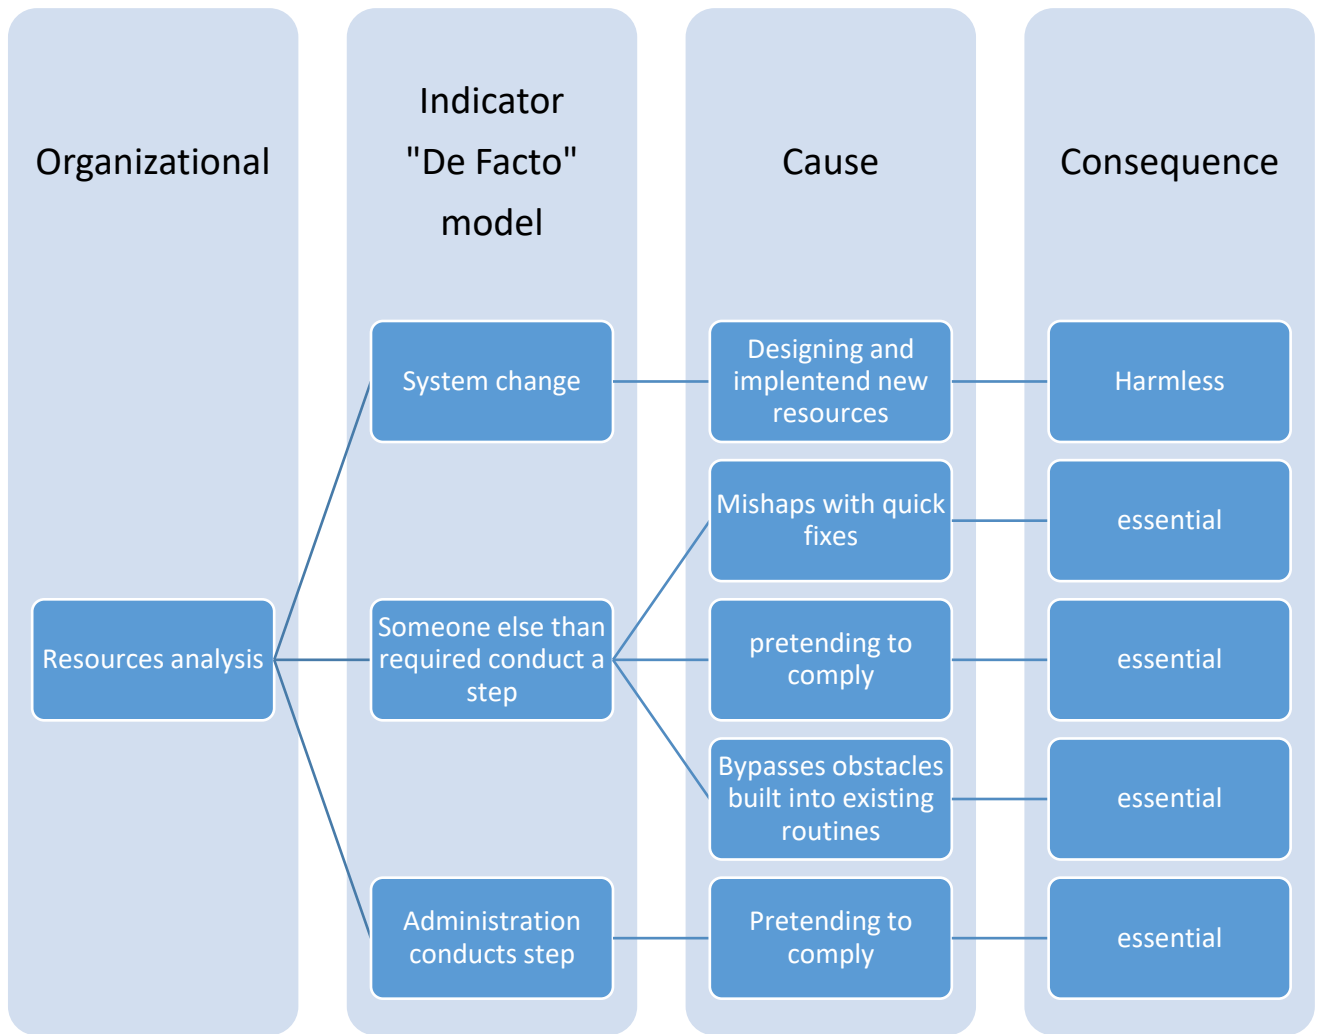 Organizational
Indicator
"De Facto"
model
Cause
Consequence
System change
Designing and
implentend new
resources
Harmless
Mishaps with quick
fixes
essential
Resources analysis
Someone else than
required conduct a
step
pretending to
comply
essential
Bypasses obstacles
built into existing
routines
essential
Administration
conducts step
Pretending to
comply
essential